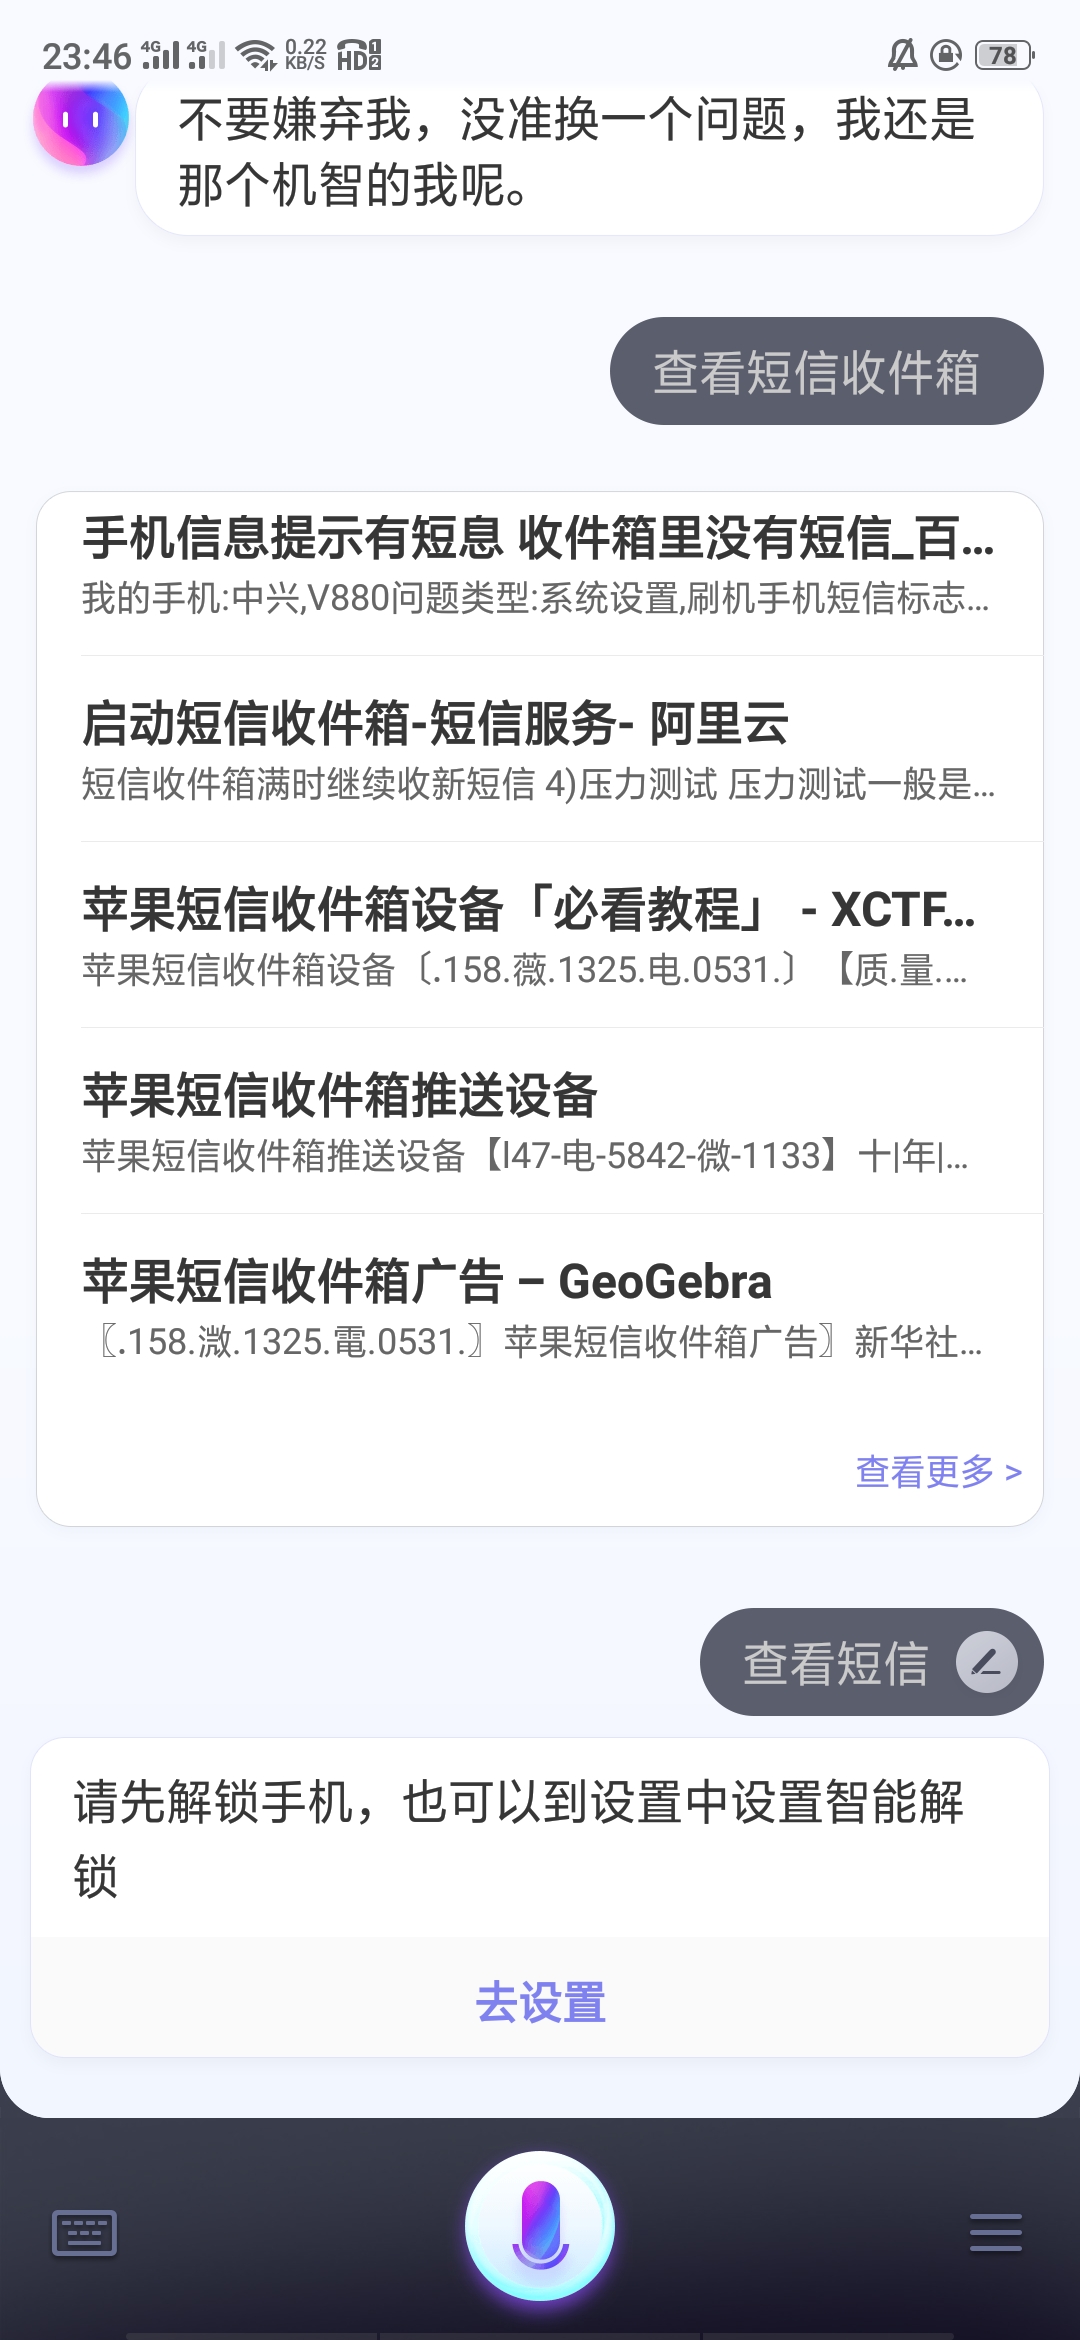 23:46 4G 4G 0.22 KB/S HD 1 2 78
不要嫌弃我，没准换一个问题，我还是
那个机智的我呢。
查看短信收件箱
手机信息提示有短息 收件箱里没有短信_百...
我的手机:中兴,V880问题类型:系统设置,刷机手机短信标志...
启动短信收件箱-短信服务- 阿里云
短信收件箱满时继续收新短信 4)压力测试 压力测试一般是...
苹果短信收件箱设备「必看教程」 - XCTF...
苹果短信收件箱设备〔.158.薇.1325.电.0531.〕【质.量....
苹果短信收件箱推送设备
苹果短信收件箱推送设备【l47-电-5842-微-1133】十|年|...
苹果短信收件箱广告 – GeoGebra
〖.158.溦.1325.電.0531.〗苹果短信收件箱广告〗新华社...
查看更多 >
查看短信
请先解锁手机，也可以到设置中设置智能解
锁
去设置